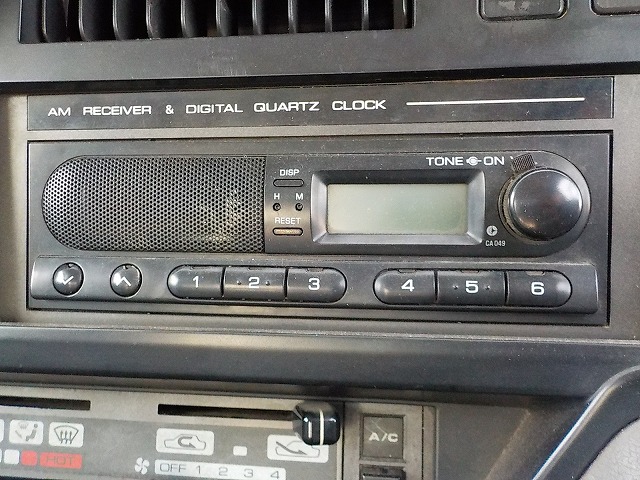 AM RECEIVER & DIGITAL QUARTZ CLOCK
TONE ON
DISP
H M
RESET
CA049
1 2 3 4 5 6
A/C
HOT
OFF 1 2 3 4